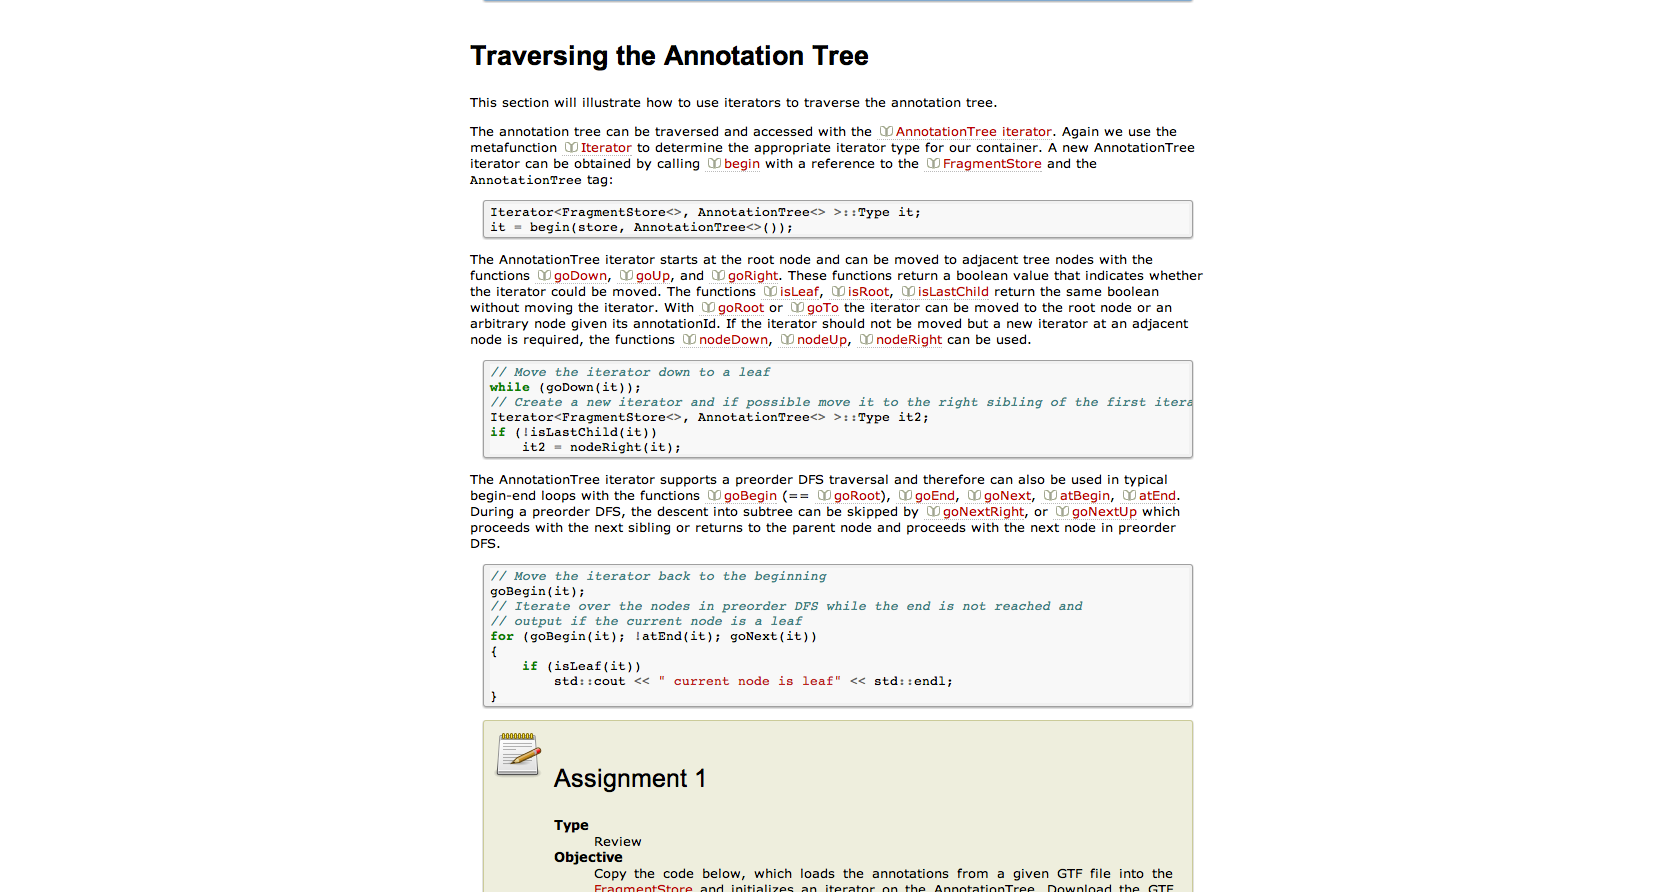 Traversing the Annotation Tree
This section will illustrate how to use iterators to traverse the annotation tree.
The annotation tree can be traversed and accessed with the AnnotationTree iterator. Again we use the
metafunction Iterator to determine the appropriate iterator type for our container. A new AnnotationTree
iterator can be obtained by calling begin with a reference to the FragmentStore and the
AnnotationTree tag:
Iterator<FragmentStore<>, AnnotationTree<> >::Type it;
it = begin(store, AnnotationTree<>());
The AnnotationTree iterator starts at the root node and can be moved to adjacent tree nodes with the
functions goDown, goUp, and goRight. These functions return a boolean value that indicates whether
the iterator could be moved. The functions isLeaf, isRoot, isLastChild return the same boolean
without moving the iterator. With goRoot or goTo the iterator can be moved to the root node or an
arbitrary node given its annotationId. If the iterator should not be moved but a new iterator at an adjacent
node is required, the functions nodeDown, nodeUp, nodeRight can be used.
// Move the iterator down to a leaf
while (goDown(it));
// Create a new iterator and if possible move it to the right sibling of the first itera
Iterator<FragmentStore<>, AnnotationTree<> >::Type it2;
if (!isLastChild(it))
    it2 = nodeRight(it);
The AnnotationTree iterator supports a preorder DFS traversal and therefore can also be used in typical
begin-end loops with the functions goBegin (== goRoot), goEnd, goNext, atBegin, atEnd.
During a preorder DFS, the descent into subtree can be skipped by goNextRight, or goNextUp which
proceeds with the next sibling or returns to the parent node and proceeds with the next node in preorder
DFS.
// Move the iterator back to the beginning
goBegin(it);
// Iterate over the nodes in preorder DFS while the end is not reached and
// output if the current node is a leaf
for (goBegin(it); !atEnd(it); goNext(it))
{
    if (isLeaf(it))
        std::cout << " current node is leaf" << std::endl;
}
Assignment 1
Type
Review
Objective
Copy the code below, which loads the annotations from a given GTF file into the
FragmentStore and initializes an iterator on the AnnotationTree. Download the GTF